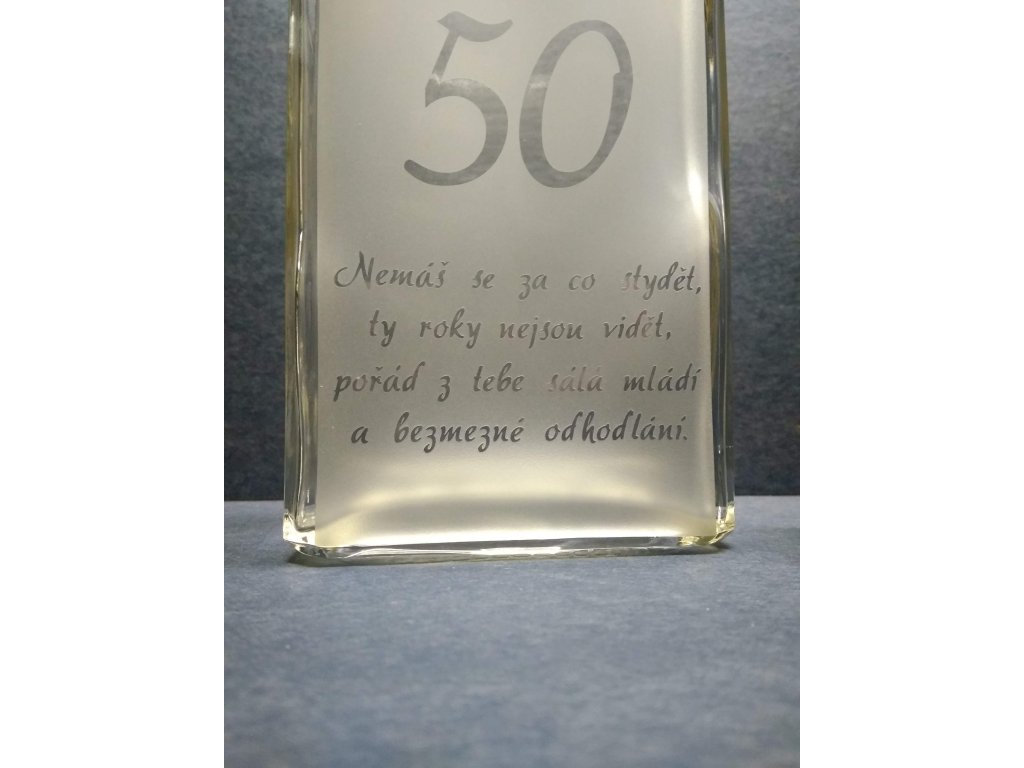 50
Nemáš se za co stydět,
ty roky nejsou vidět,
pořád z tebe sálá mládí
a bezmezné odhodlání.